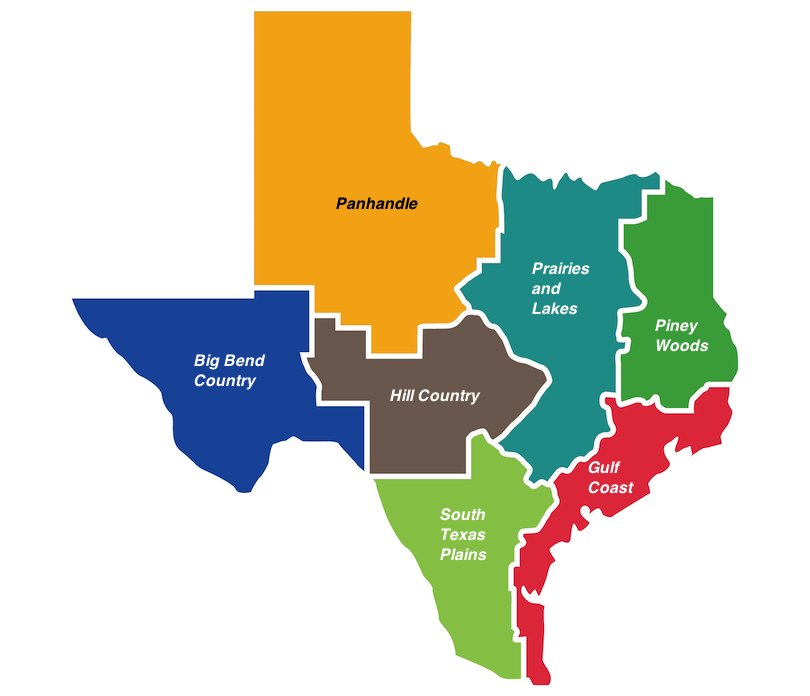 Panhandle
Prairies
and
Lakes
Piney
Woods
Big Bend
Country
Hill Country
Gulf
Coast
South
Texas
Plains